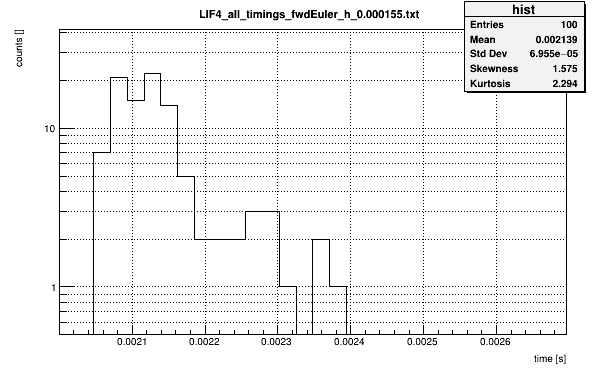 LIF4_all_timings_fwdEuler_h_0.000155.txt
hist
Entries 100
Mean 0.002139
Std Dev 6.955e−05
Skewness 1.575
Kurtosis 2.294
counts []
10
1
0.0021 0.0022 0.0023 0.0024 0.0025 0.0026
time [s]